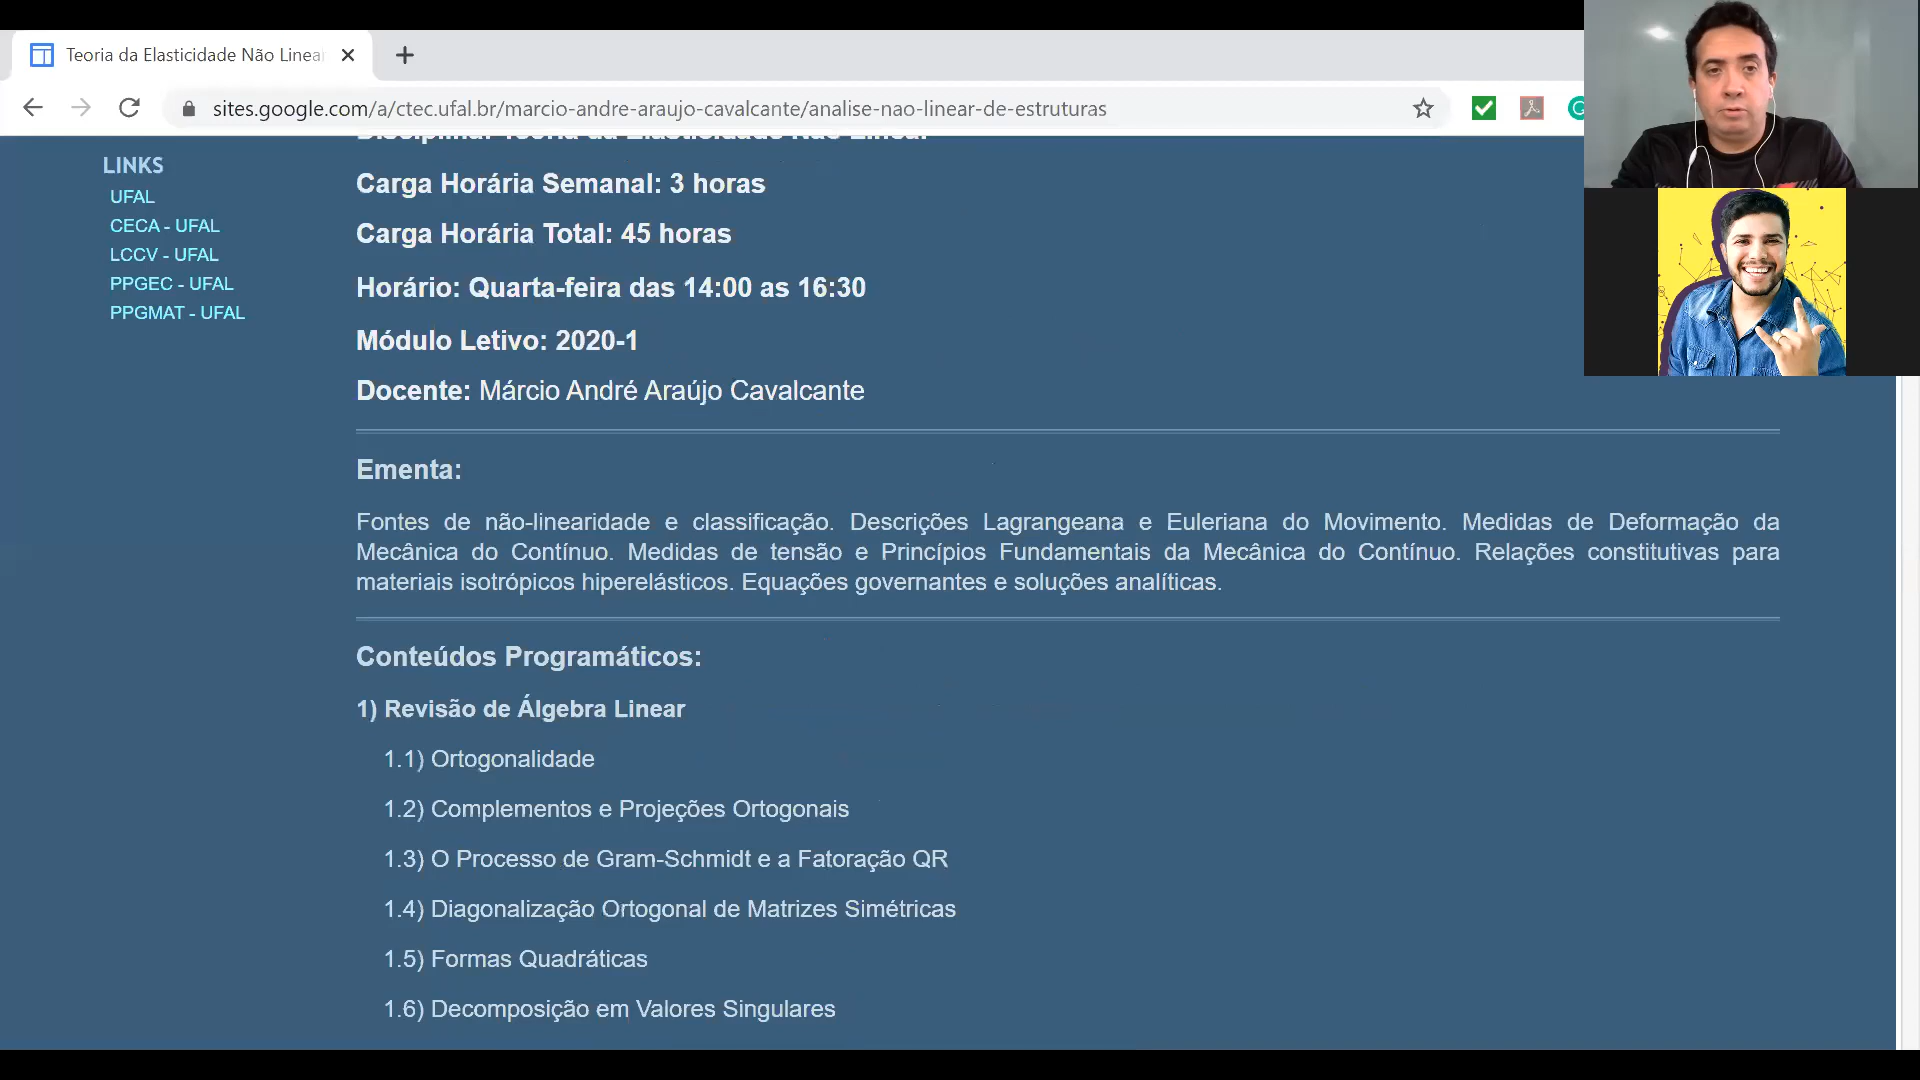 Teoria da Elasticidade Não Linea
sites.google.com/a/ctec.ufal.br/marcio-andre-araujo-cavalcante/analise-nao-linear-de-estruturas
LINKS
UFAL
CECA - UFAL
LCCV - UFAL
PPGEC - UFAL
PPGMAT - UFAL
Disciplina: Teoria da Elasticidade Não Linear
Carga Horária Semanal: 3 horas
Carga Horária Total: 45 horas
Horário: Quarta-feira das 14:00 as 16:30
Módulo Letivo: 2020-1
Docente: Márcio André Araújo Cavalcante
Ementa:
Fontes de não-linearidade e classificação. Descrições Lagrangeana e Euleriana do Movimento. Medidas de Deformação da
Mecânica do Contínuo. Medidas de tensão e Princípios Fundamentais da Mecânica do Contínuo. Relações constitutivas para
materiais isotrópicos hiperelásticos. Equações governantes e soluções analíticas.
Conteúdos Programáticos:
1) Revisão de Álgebra Linear
1.1) Ortogonalidade
1.2) Complementos e Projeções Ortogonais
1.3) O Processo de Gram-Schmidt e a Fatoração QR
1.4) Diagonalização Ortogonal de Matrizes Simétricas
1.5) Formas Quadráticas
1.6) Decomposição em Valores Singulares